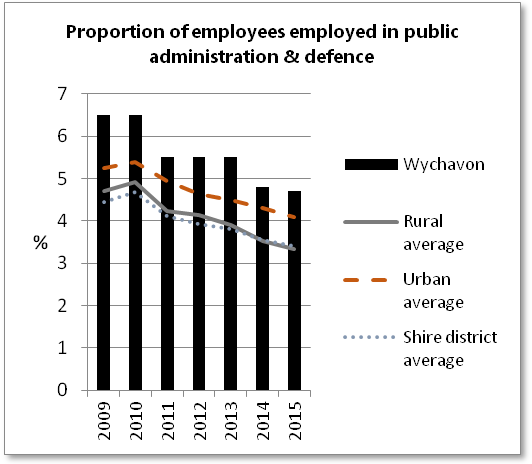 Proportion of employees employed in public
administration & defence
7
6
5
4
3
2
1
0
%
2009
2010
2011
2012
2013
2014
2015
Wychavon
Rural
average
Urban
average
Shire district
average